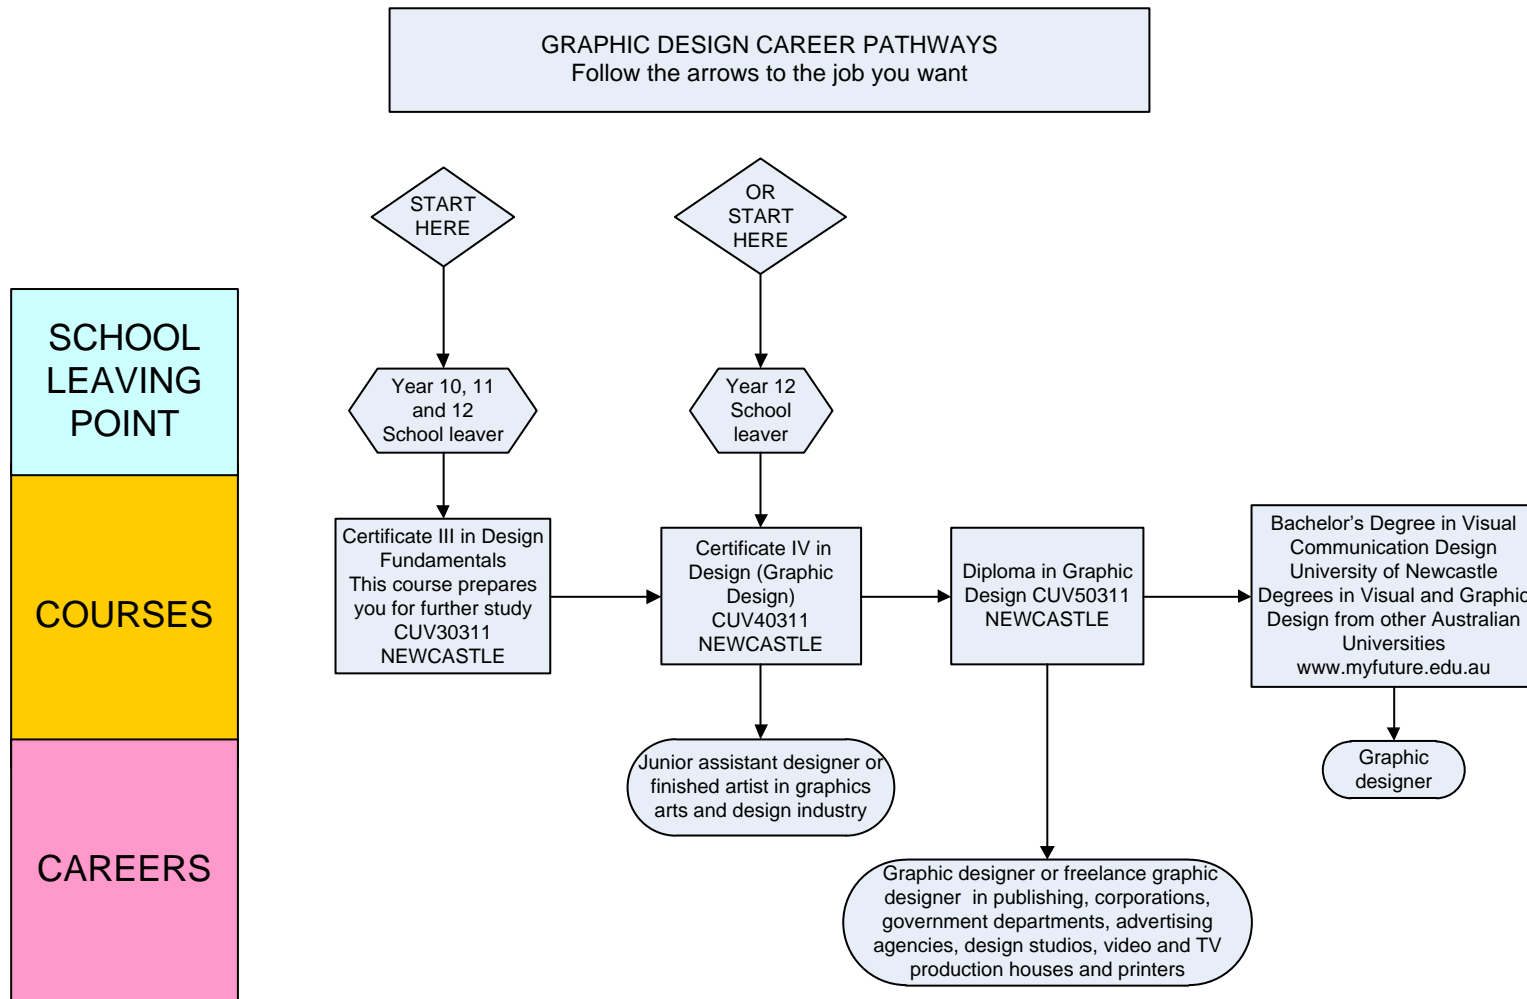 GRAPHIC DESIGN CAREER PATHWAYS
Follow the arrows to the job you want
START
HERE
OR
START
HERE
SCHOOL
LEAVING
POINT
Year 10, 11
and 12
School leaver
Year 12
School
leaver
COURSES
Certificate III in Design
Fundamentals
This course prepares
you for further study
CUV30311
NEWCASTLE
Certificate IV in
Design (Graphic
Design)
CUV40311
NEWCASTLE
Diploma in Graphic
Design CUV50311
NEWCASTLE
Bachelor’s Degree in Visual
Communication Design
University of Newcastle
Degrees in Visual and Graphic
Design from other Australian
Universities
www.myfuture.edu.au
CAREERS
Junior assistant designer or
finished artist in graphics
arts and design industry
Graphic designer or freelance graphic
designer  in publishing, corporations,
government departments, advertising
agencies, design studios, video and TV
production houses and printers
Graphic
designer